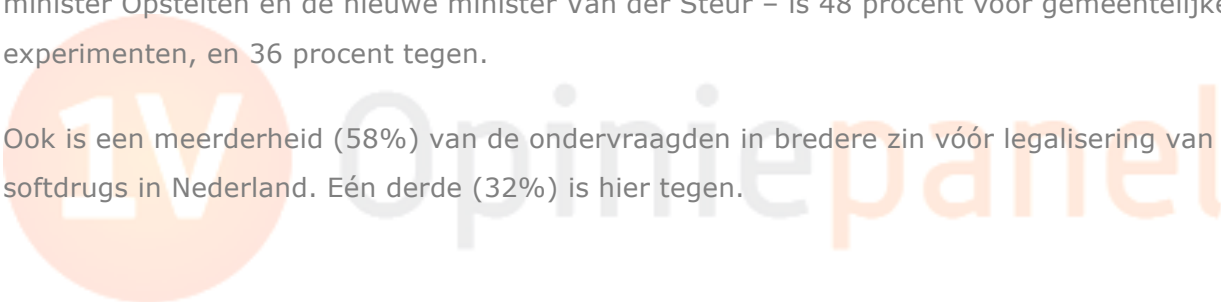 minister Opstelten en de nieuwe minister Van der Steur – is 48 procent voor gemeentelijke
experimenten, en 36 procent tegen.
1V Opiniepanel
Ook is een meerderheid (58%) van de ondervraagden in bredere zin vóór legalisering van
softdrugs in Nederland. Eén derde (32%) is hier tegen.